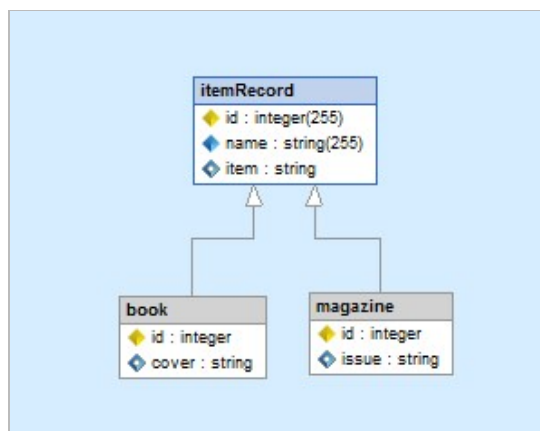 itemRecord
id : integer(255)
name : string(255)
item : string
book
id : integer
cover : string
magazine
id : integer
issue : string